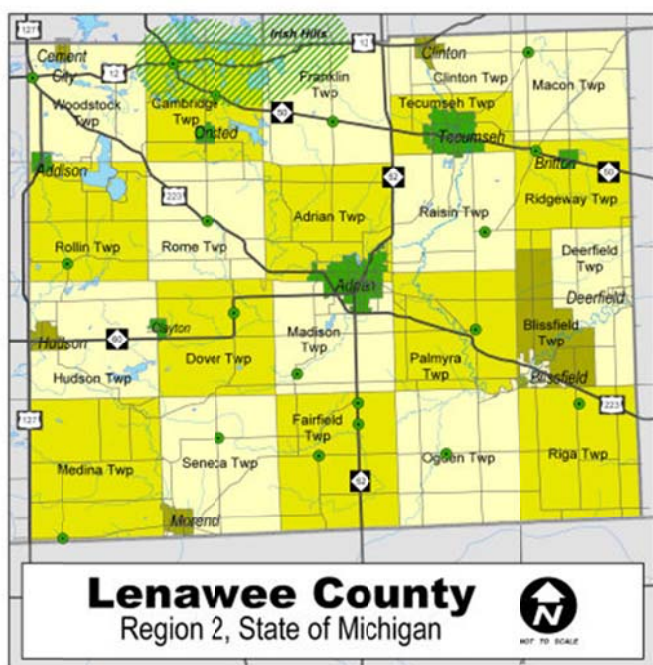 127
Irish Hills
12
Cement
City
12
Clinton
Franklin
Twp
Clinton Twp
Macon Twp
Woodstock
Twp
Cambridge
Twp
Tecumseh Twp
50
Onsted
Tecumseh
Addison
Britton
50
52
223
Adrian Twp
Raisin Twp
Ridgeway Twp
Rollin Twp
Rome Twp
Deerfield
Twp
Adrian
Deerfield
Clayton
Hudson
Madison
Twp
Blissfield
Twp
Dover Twp
Palmyra
Twp
Hudson Twp
Blissfield
127
223
Fairfield
Twp
Medina Twp
Seneca Twp
Ogden Twp
Riga Twp
52
Morenci
Lenawee County
Region 2, State of Michigan
N
NOT TO SCALE